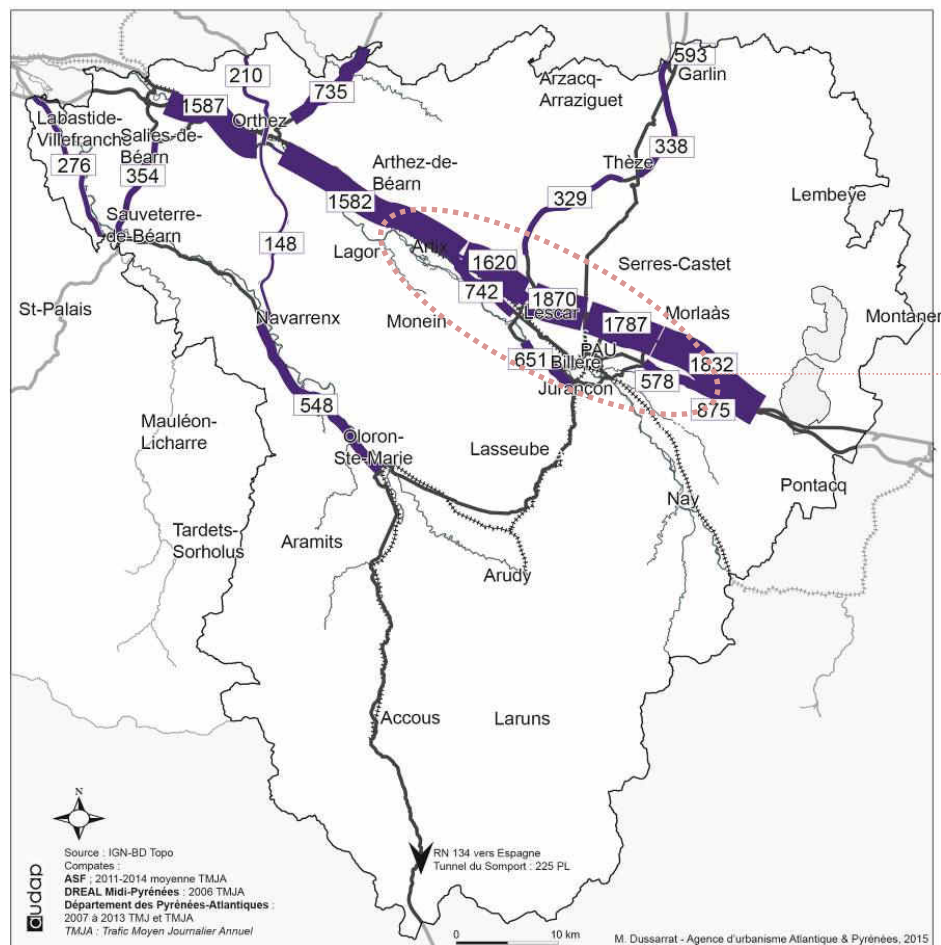 593
Garlin
210
735
Arzacq-
Arraziguet
1587
Labastide-
Villefranche
Orthez
Salies-de-
Béarn
338
276
354
Arthez-de-
Béarn
Thèze
329
Lembeye
1582
Sauveterre-
de-Béarn
148
Lagor
Artix
1620
Serres-Castet
742
1870
St-Palais
Navarrenx
Monein
Lescar
1787
Morlaàs
Montaner
651
PAU
Billère
1832
578
Jurançon
548
875
Mauléon-
Licharre
Oloron-
Ste-Marie
Lasseube
Pontacq
Nay
Tardets-
Sorholus
Aramits
Arudy
Accous
Laruns
N
RN 134 vers Espagne
Tunnel du Somport : 225 PL
Source : IGN-BD Topo
Compates :
ASF ; 2011-2014 moyenne TMJA
DREAL Midi-Pyrénées : 2006 TMJA
Département des Pyrénées-Atlantiques :
2007 à 2013 TMJ et TMJA
TMJA : Trafic Moyen Journalier Annuel
audap
0 10 km
M. Dussarrat - Agence d'urbanisme Atlantique & Pyrénées, 2015